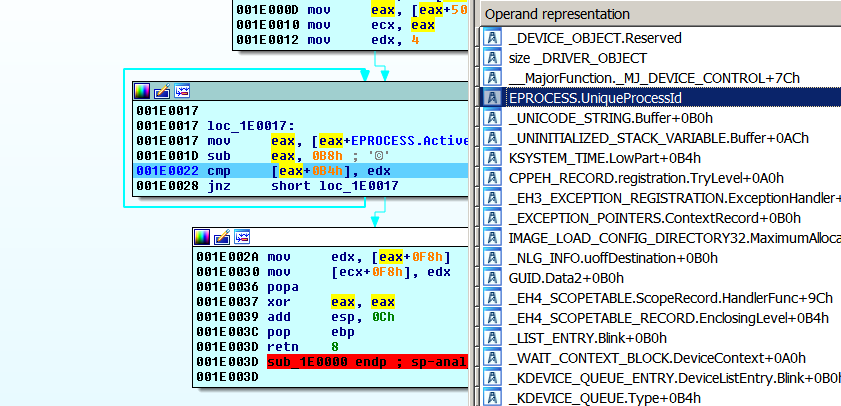 001E000D mov eax, [eax+50
001E0010 mov ecx, eax
001E0012 mov edx, 4
001E0017
001E0017 loc_1E0017:
001E0017 mov eax, [eax+EPROCESS.Active
001E001D sub eax, 0B8h ; '©'
001E0022 cmp [eax+0B4h], edx
001E0028 jnz short loc_1E0017
001E002A mov edx, [eax+0F8h]
001E0030 mov [ecx+0F8h], edx
001E0036 popa
001E0037 xor eax, eax
001E0039 add esp, 0Ch
001E003C pop ebp
001E003D retn 8
001E003D sub_1E0000 endp ; sp-anal
001E003D
Operand representation
_DEVICE_OBJECT.Reserved
size _DRIVER_OBJECT
__MajorFunction._MJ_DEVICE_CONTROL+7Ch
EPROCESS.UniqueProcessId
_UNICODE_STRING.Buffer+0B0h
_UNINITIALIZED_STACK_VARIABLE.Buffer+0ACh
KSYSTEM_TIME.LowPart+0B4h
CPPEH_RECORD.registration.TryLevel+0A0h
_EH3_EXCEPTION_REGISTRATION.ExceptionHandler+
_EXCEPTION_POINTERS.ContextRecord+0B0h
IMAGE_LOAD_CONFIG_DIRECTORY32.MaximumAlloca
_NLG_INFO.uoffDestination+0B0h
GUID.Data2+0B0h
_EH4_SCOPETABLE.ScopeRecord.HandlerFunc+9Ch
_EH4_SCOPETABLE_RECORD.EnclosingLevel+0B4h
_LIST_ENTRY.Blink+0B0h
_WAIT_CONTEXT_BLOCK.DeviceContext+0A0h
_KDEVICE_QUEUE_ENTRY.DeviceListEntry.Blink+0B0h
_KDEVICE_QUEUE.Type+0B4h